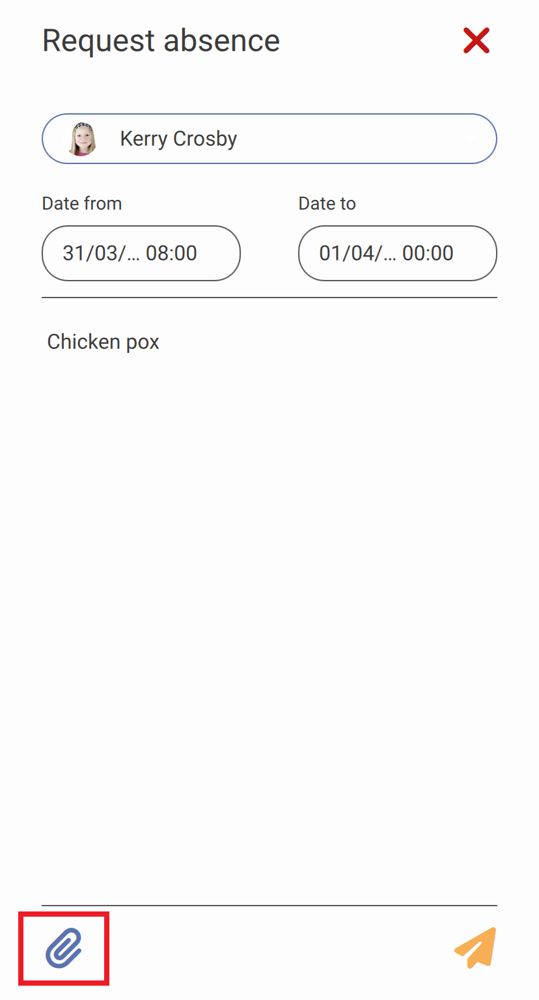 Request absence
Kerry Crosby
Date from Date to
31/03/... 08:00 01/04/... 00:00
Chicken pox